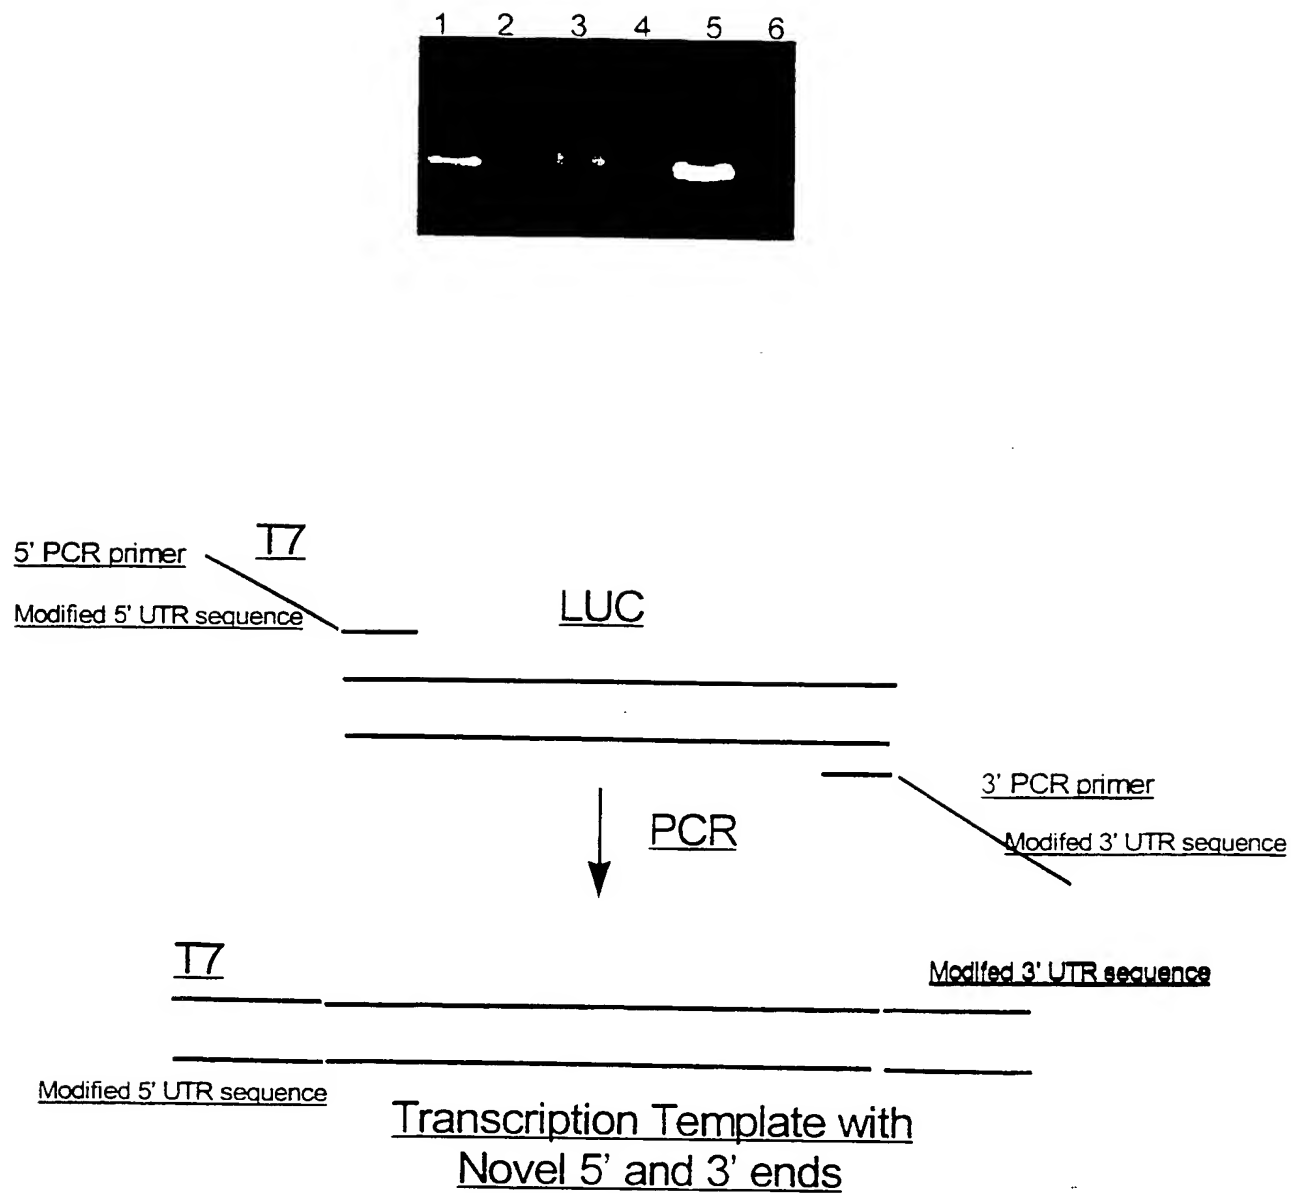 1 2 3 4 5 6
T7
5' PCR primer
Modified 5' UTR sequence
LUC
3' PCR primer
Modifed 3' UTR sequence
PCR
T7
Modifed 3' UTR sequence
Modified 5' UTR sequence
Transcription Template with
Novel 5' and 3' ends